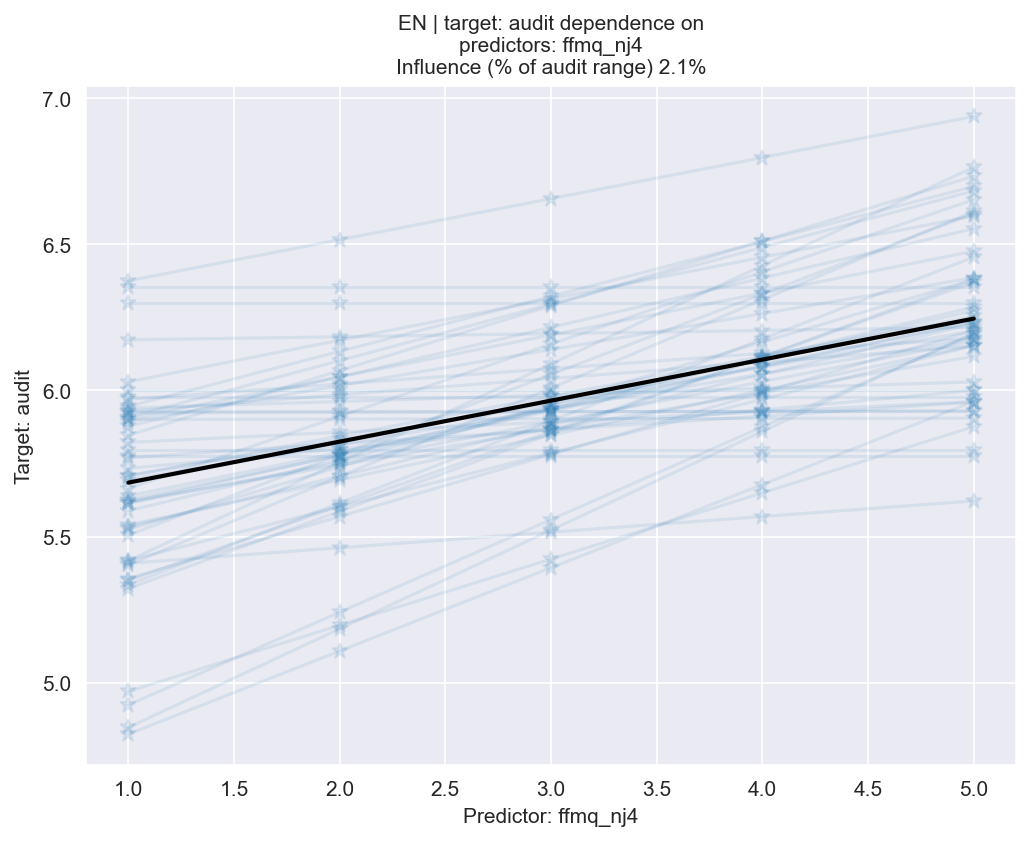 EN | target: audit dependence on
predictors: ffmq_nj4
Influence (% of audit range) 2.1%
Target: audit
7.0
6.5
6.0
5.5
5.0
1.0 1.5 2.0 2.5 3.0 3.5 4.0 4.5 5.0
Predictor: ffmq_nj4